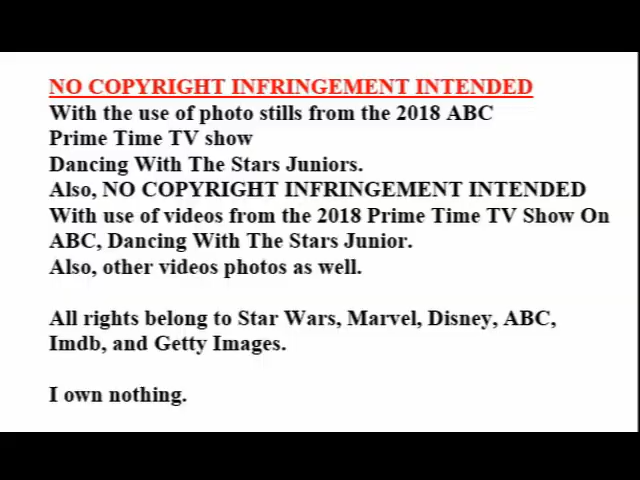 NO COPYRIGHT INFRINGEMENT INTENDED
With the use of photo stills from the 2018 ABC
Prime Time TV show
Dancing With The Stars Juniors.
Also, NO COPYRIGHT INFRINGEMENT INTENDED
With use of videos from the 2018 Prime Time TV Show On
ABC, Dancing With The Stars Junior.
Also, other videos photos as well.
All rights belong to Star Wars, Marvel, Disney, ABC,
Imdb, and Getty Images.
I own nothing.